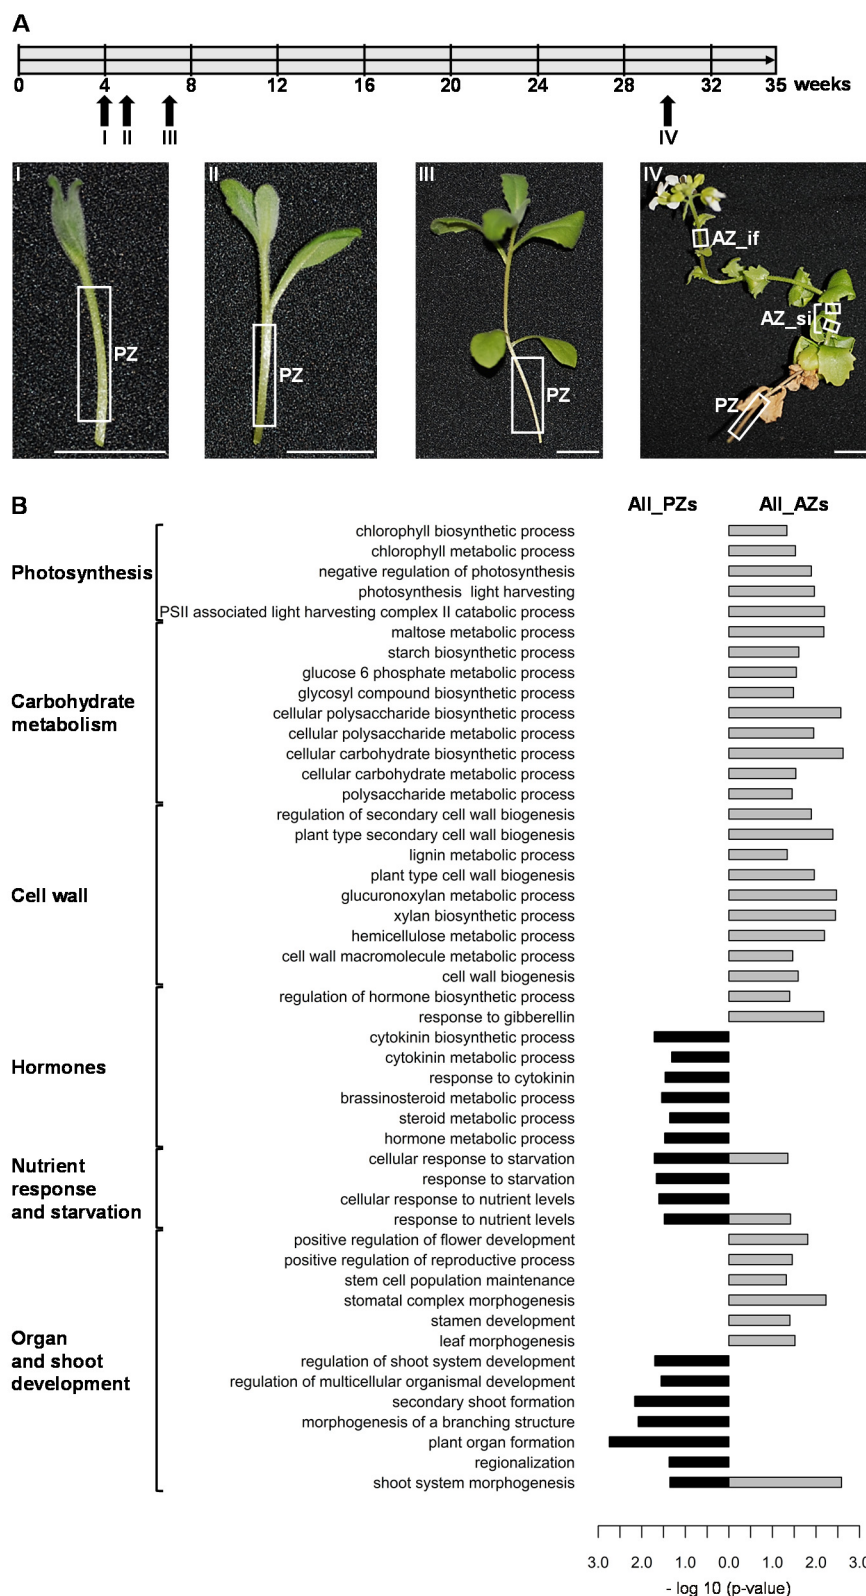 A
0 4 8 12 16 20 24 28 32 35 weeks
I II III IV
I II III IV
AZ_if
AZ_si
PZ PZ PZ PZ
B
All_PZs All_AZs
Photosynthesis
chlorophyll biosynthetic process
chlorophyll metabolic process
negative regulation of photosynthesis
photosynthesis light harvesting
PSII associated light harvesting complex II catabolic process
Carbohydrate
metabolism
maltose metabolic process
starch biosynthetic process
glucose 6 phosphate metabolic process
glycosyl compound biosynthetic process
cellular polysaccharide biosynthetic process
cellular polysaccharide metabolic process
cellular carbohydrate biosynthetic process
cellular carbohydrate metabolic process
polysaccharide metabolic process
Cell wall
regulation of secondary cell wall biogenesis
plant type secondary cell wall biogenesis
lignin metabolic process
plant type cell wall biogenesis
glucuronoxylan metabolic process
xylan biosynthetic process
hemicellulose metabolic process
cell wall macromolecule metabolic process
cell wall biogenesis
Hormones
regulation of hormone biosynthetic process
response to gibberellin
cytokinin biosynthetic process
cytokinin metabolic process
response to cytokinin
brassinosteroid metabolic process
steroid metabolic process
hormone metabolic process
Nutrient
response
and starvation
cellular response to starvation
response to starvation
cellular response to nutrient levels
response to nutrient levels
Organ
and shoot
development
positive regulation of flower development
positive regulation of reproductive process
stem cell population maintenance
stomatal complex morphogenesis
stamen development
leaf morphogenesis
regulation of shoot system development
regulation of multicellular organismal development
secondary shoot formation
morphogenesis of a branching structure
plant organ formation
regionalization
shoot system morphogenesis
3.0 2.0 1.0 0.0 1.0 2.0 3.0
- log 10 (p-value)